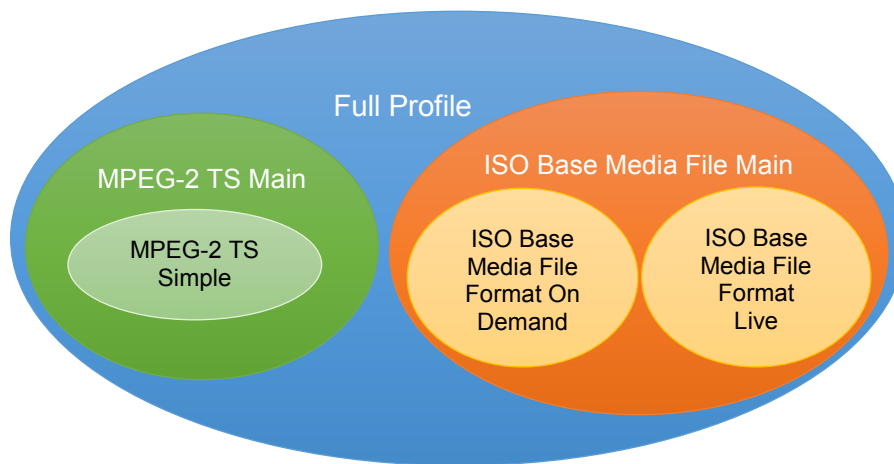 Full Profile
MPEG-2 TS Main
MPEG-2 TS
Simple
ISO Base Media File Main
ISO Base
Media File
Format On
Demand
ISO Base
Media File
Format
Live